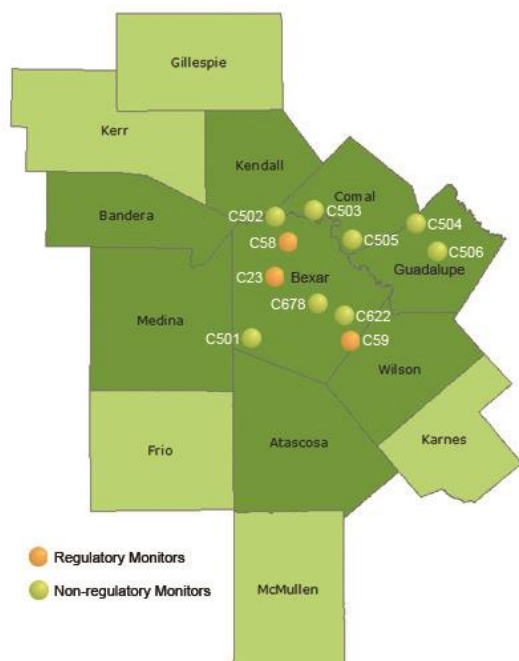 Gillespie
Kerr
Kendall
Comal
Bandera
C502
C503
C504
C58
C505
C506
C23
Bexar
Guadalupe
C678
C622
Medina
C501
C59
Wilson
Atascosa
Karnes
Frio
Regulatory Monitors
Non-regulatory Monitors
McMullen